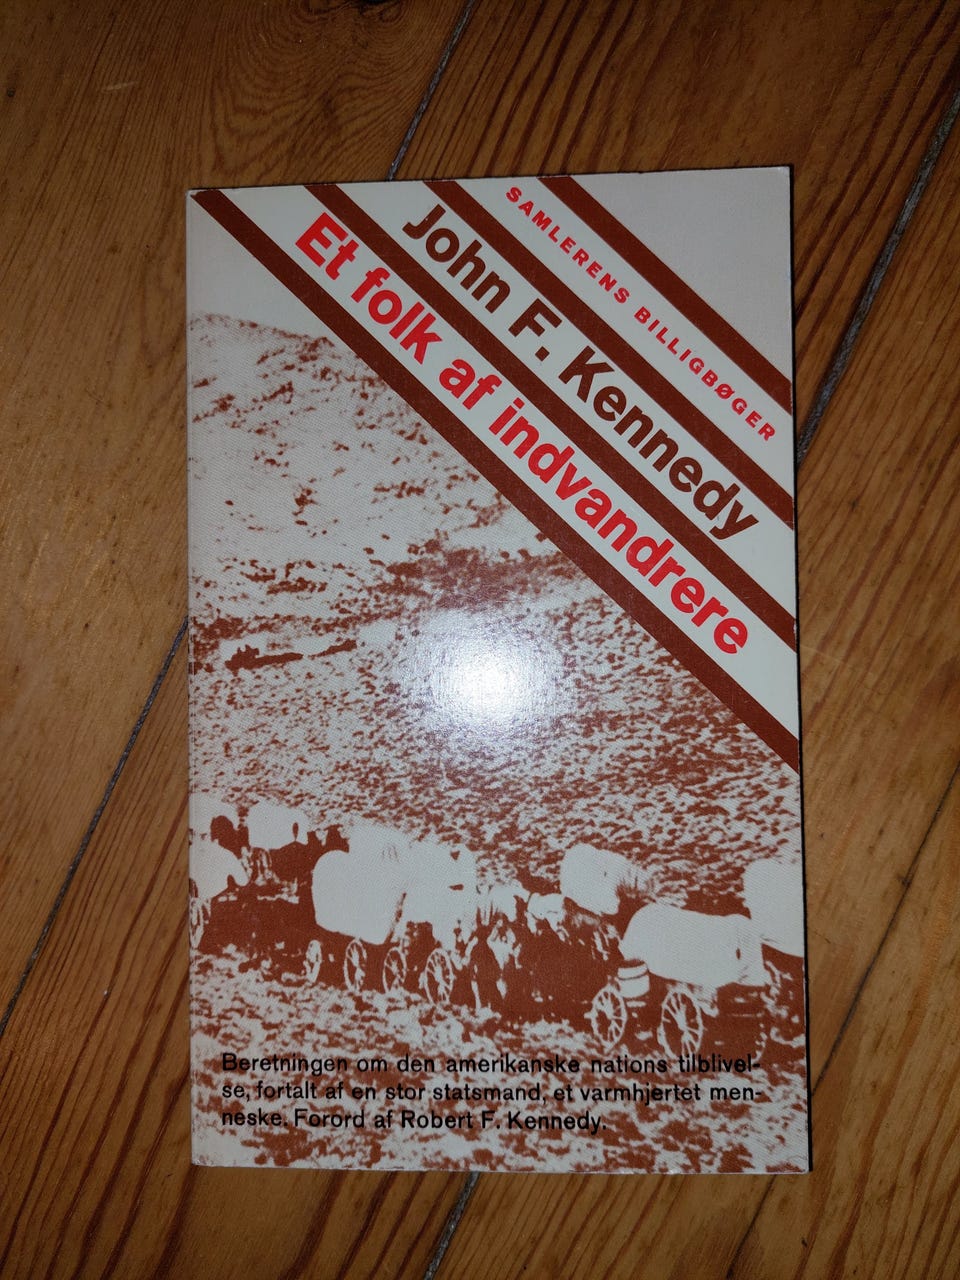 SAMLERENS BILLIGBØGER
John F. Kennedy
Et folk af indvandrere
Beretningen om den amerikanske nations tilblivel-
se, fortalt af en stor statsmand, et varmhjertet men-
neske. Forord af Robert F. Kennedy.